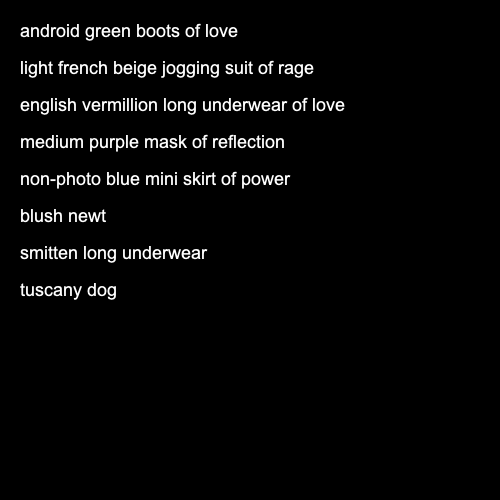 android green boots of love
light french beige jogging suit of rage
english vermillion long underwear of love
medium purple mask of reflection
non-photo blue mini skirt of power
blush newt
smitten long underwear
tuscany dog